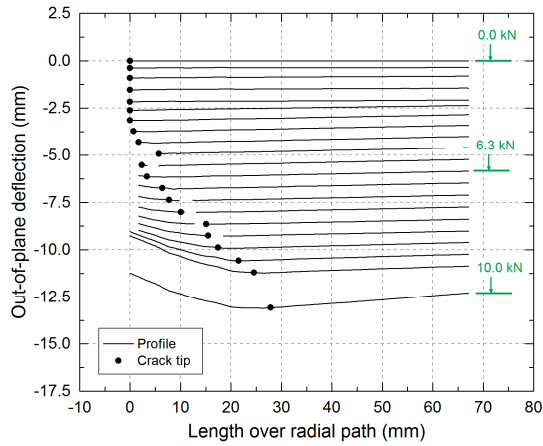 2.5
0.0
-2.5
-5.0
-7.5
-10.0
-12.5
-15.0
-17.5
Out-of-plane deflection (mm)
0.0 kN
6.3 kN
10.0 kN
Profile
Crack tip
-10 0 10 20 30 40 50 60 70 80
Length over radial path (mm)